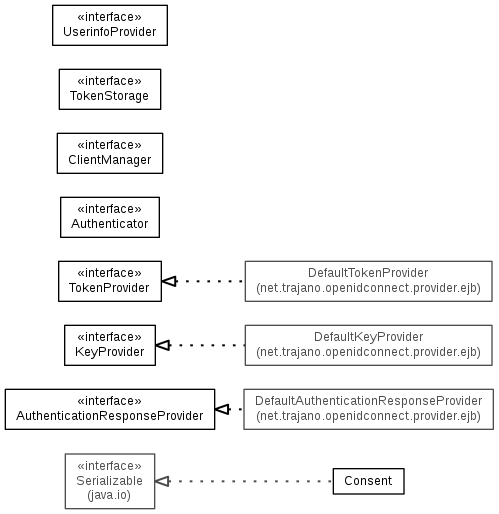 «interface»
UserinfoProvider
«interface»
TokenStorage
«interface»
ClientManager
«interface»
Authenticator
«interface»
TokenProvider
DefaultTokenProvider
(net.trajano.openidconnect.provider.ejb)
«interface»
KeyProvider
DefaultKeyProvider
(net.trajano.openidconnect.provider.ejb)
«interface»
AuthenticationResponseProvider
DefaultAuthenticationResponseProvider
(net.trajano.openidconnect.provider.ejb)
«interface»
Serializable
(java.io)
Consent